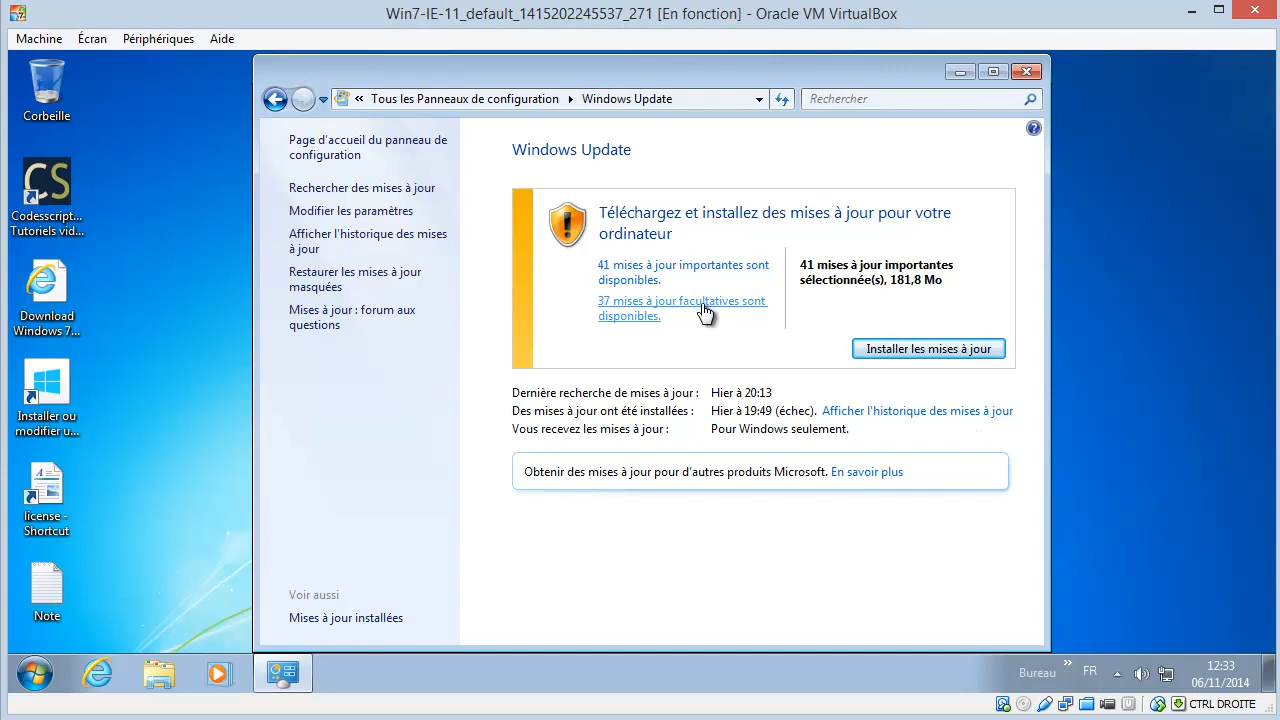 Win7-IE-11_default_1415202245537_271 [En fonction] - Oracle VM VirtualBox
Machine Écran Périphériques Aide
Corbeille
Codesscript...
Tutoriels vid...
Download
Windows 7...
Installer ou
modifier u...
license -
Shortcut
Note
« Tous les Panneaux de configuration Windows Update
Rechercher
Page d'accueil du panneau de
configuration
Rechercher des mises à jour
Modifier les paramètres
Afficher l'historique des mises
à jour
Restaurer les mises à jour
masquées
Mises à jour : forum aux
questions
Voir aussi
Mises à jour installées
Windows Update
Téléchargez et installez des mises à jour pour votre
ordinateur
41 mises à jour importantes sont
disponibles.
37 mises à jour facultatives sont
disponibles.
41 mises à jour importantes
sélectionnée(s), 181,8 Mo
Installer les mises à jour
Dernière recherche de mises à jour : Hier à 20:13
Des mises à jour ont été installées : Hier à 19:49 (échec). Afficher l'historique des mises à jour
Vous recevez les mises à jour : Pour Windows seulement.
Obtenir des mises à jour pour d'autres produits Microsoft. En savoir plus
Bureau » FR
12:33
06/11/2014
CTRL DROITE